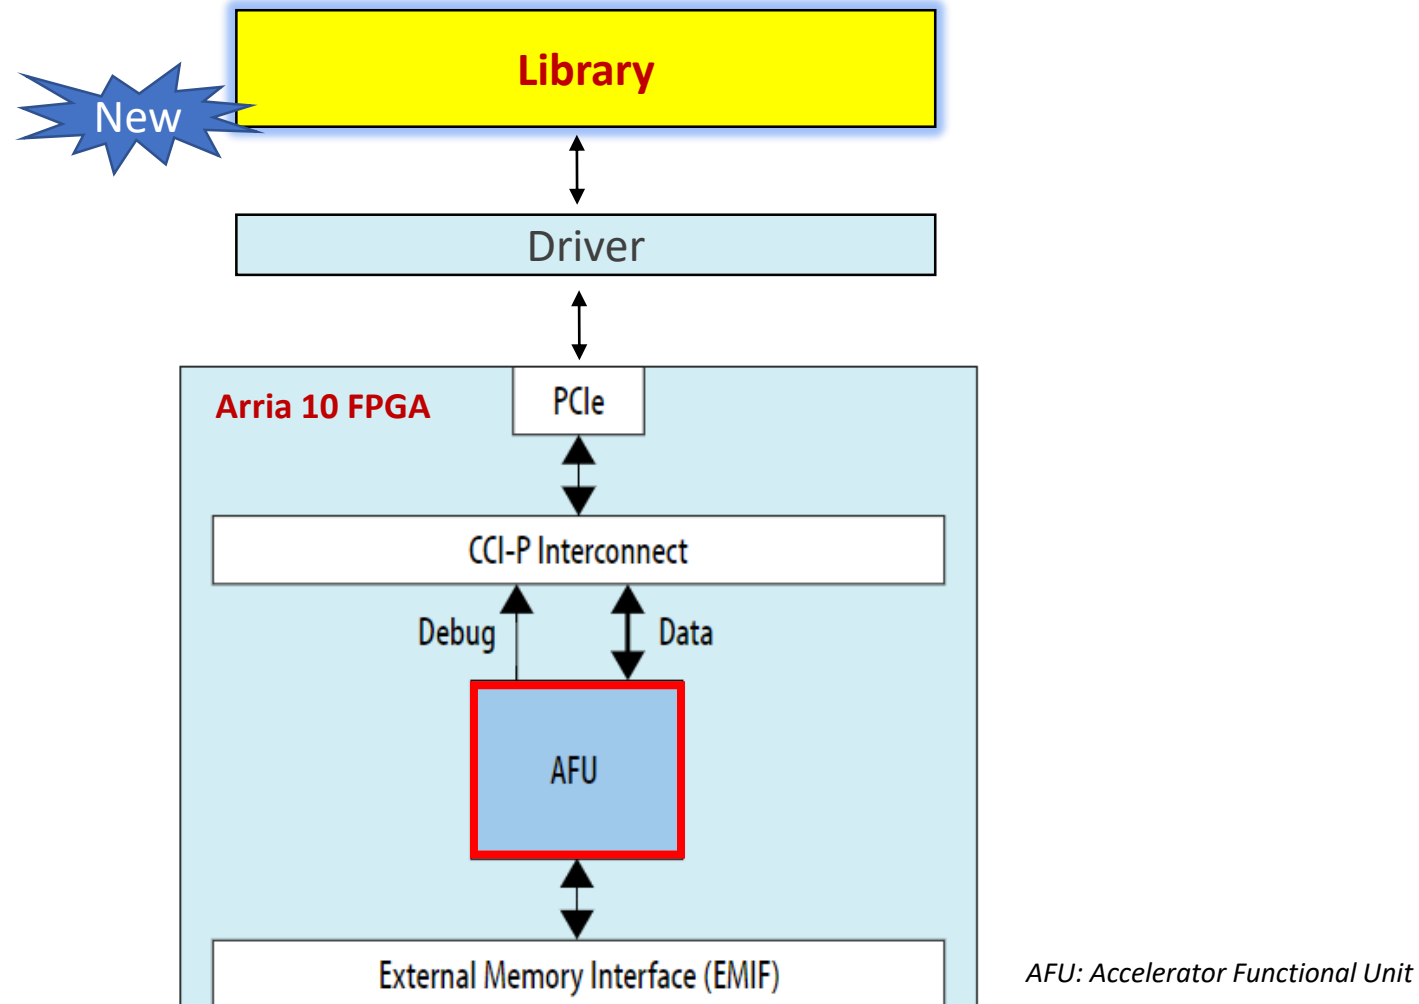 Library
New
Driver
Arria 10 FPGA
PCIe
CCI-P Interconnect
Debug
Data
AFU
External Memory Interface (EMIF)
AFU: Accelerator Functional Unit